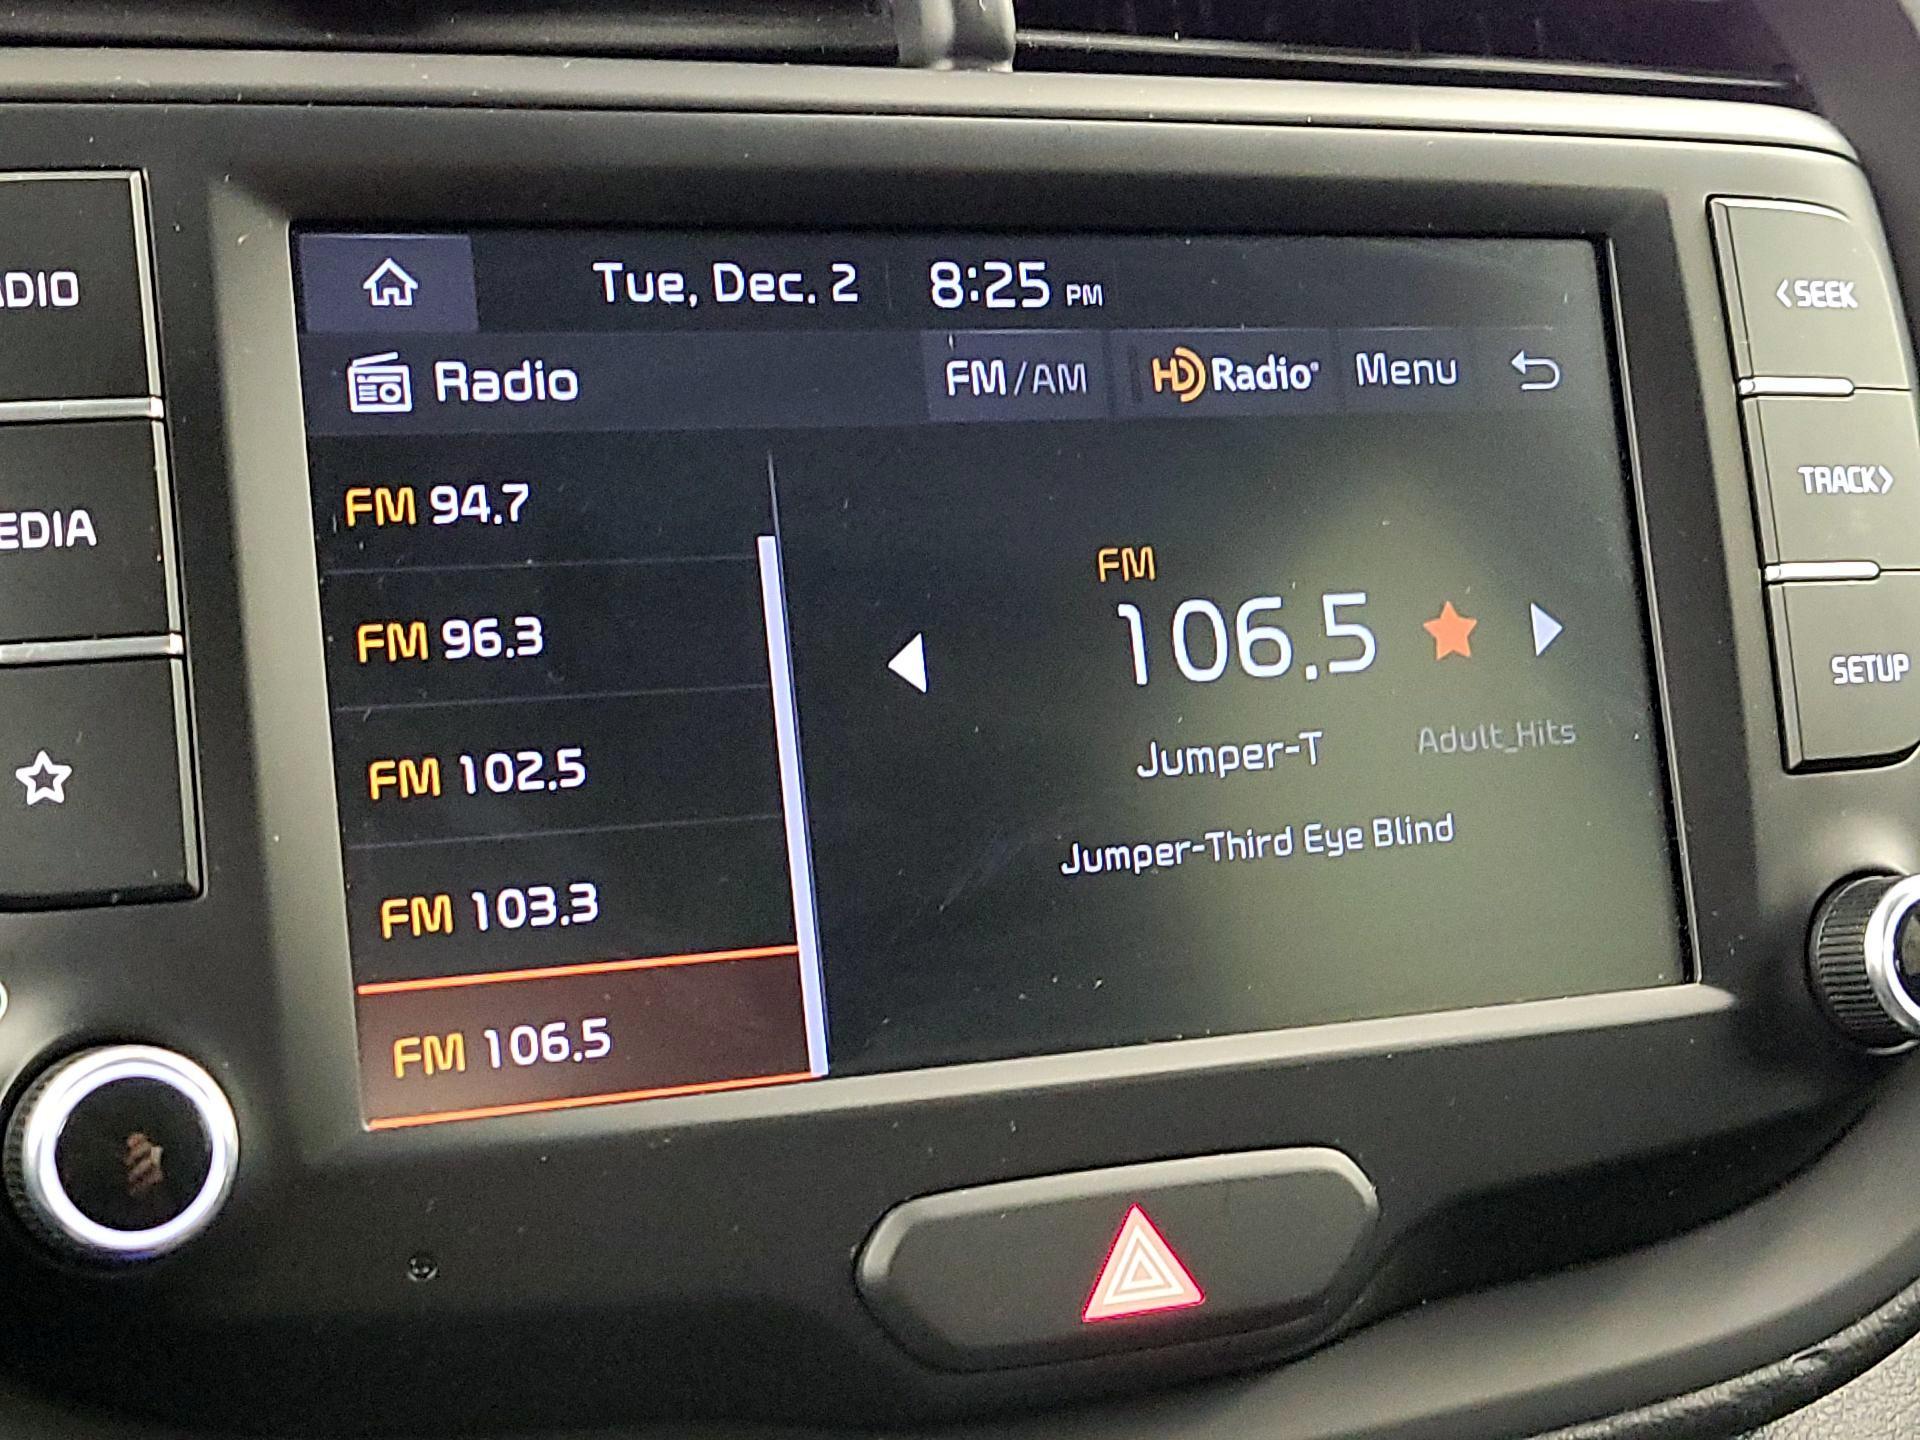 Tue, Dec. 2 8:25 PM
Radio FM/AM HD Radio Menu
FM 94.7
FM 96.3
FM 102.5
FM 103.3
FM 106.5
FM
106.5
Jumper-T Adult_Hits
Jumper-Third Eye Blind
ADIO
EDIA
<SEEK
TRACK>
SETUP